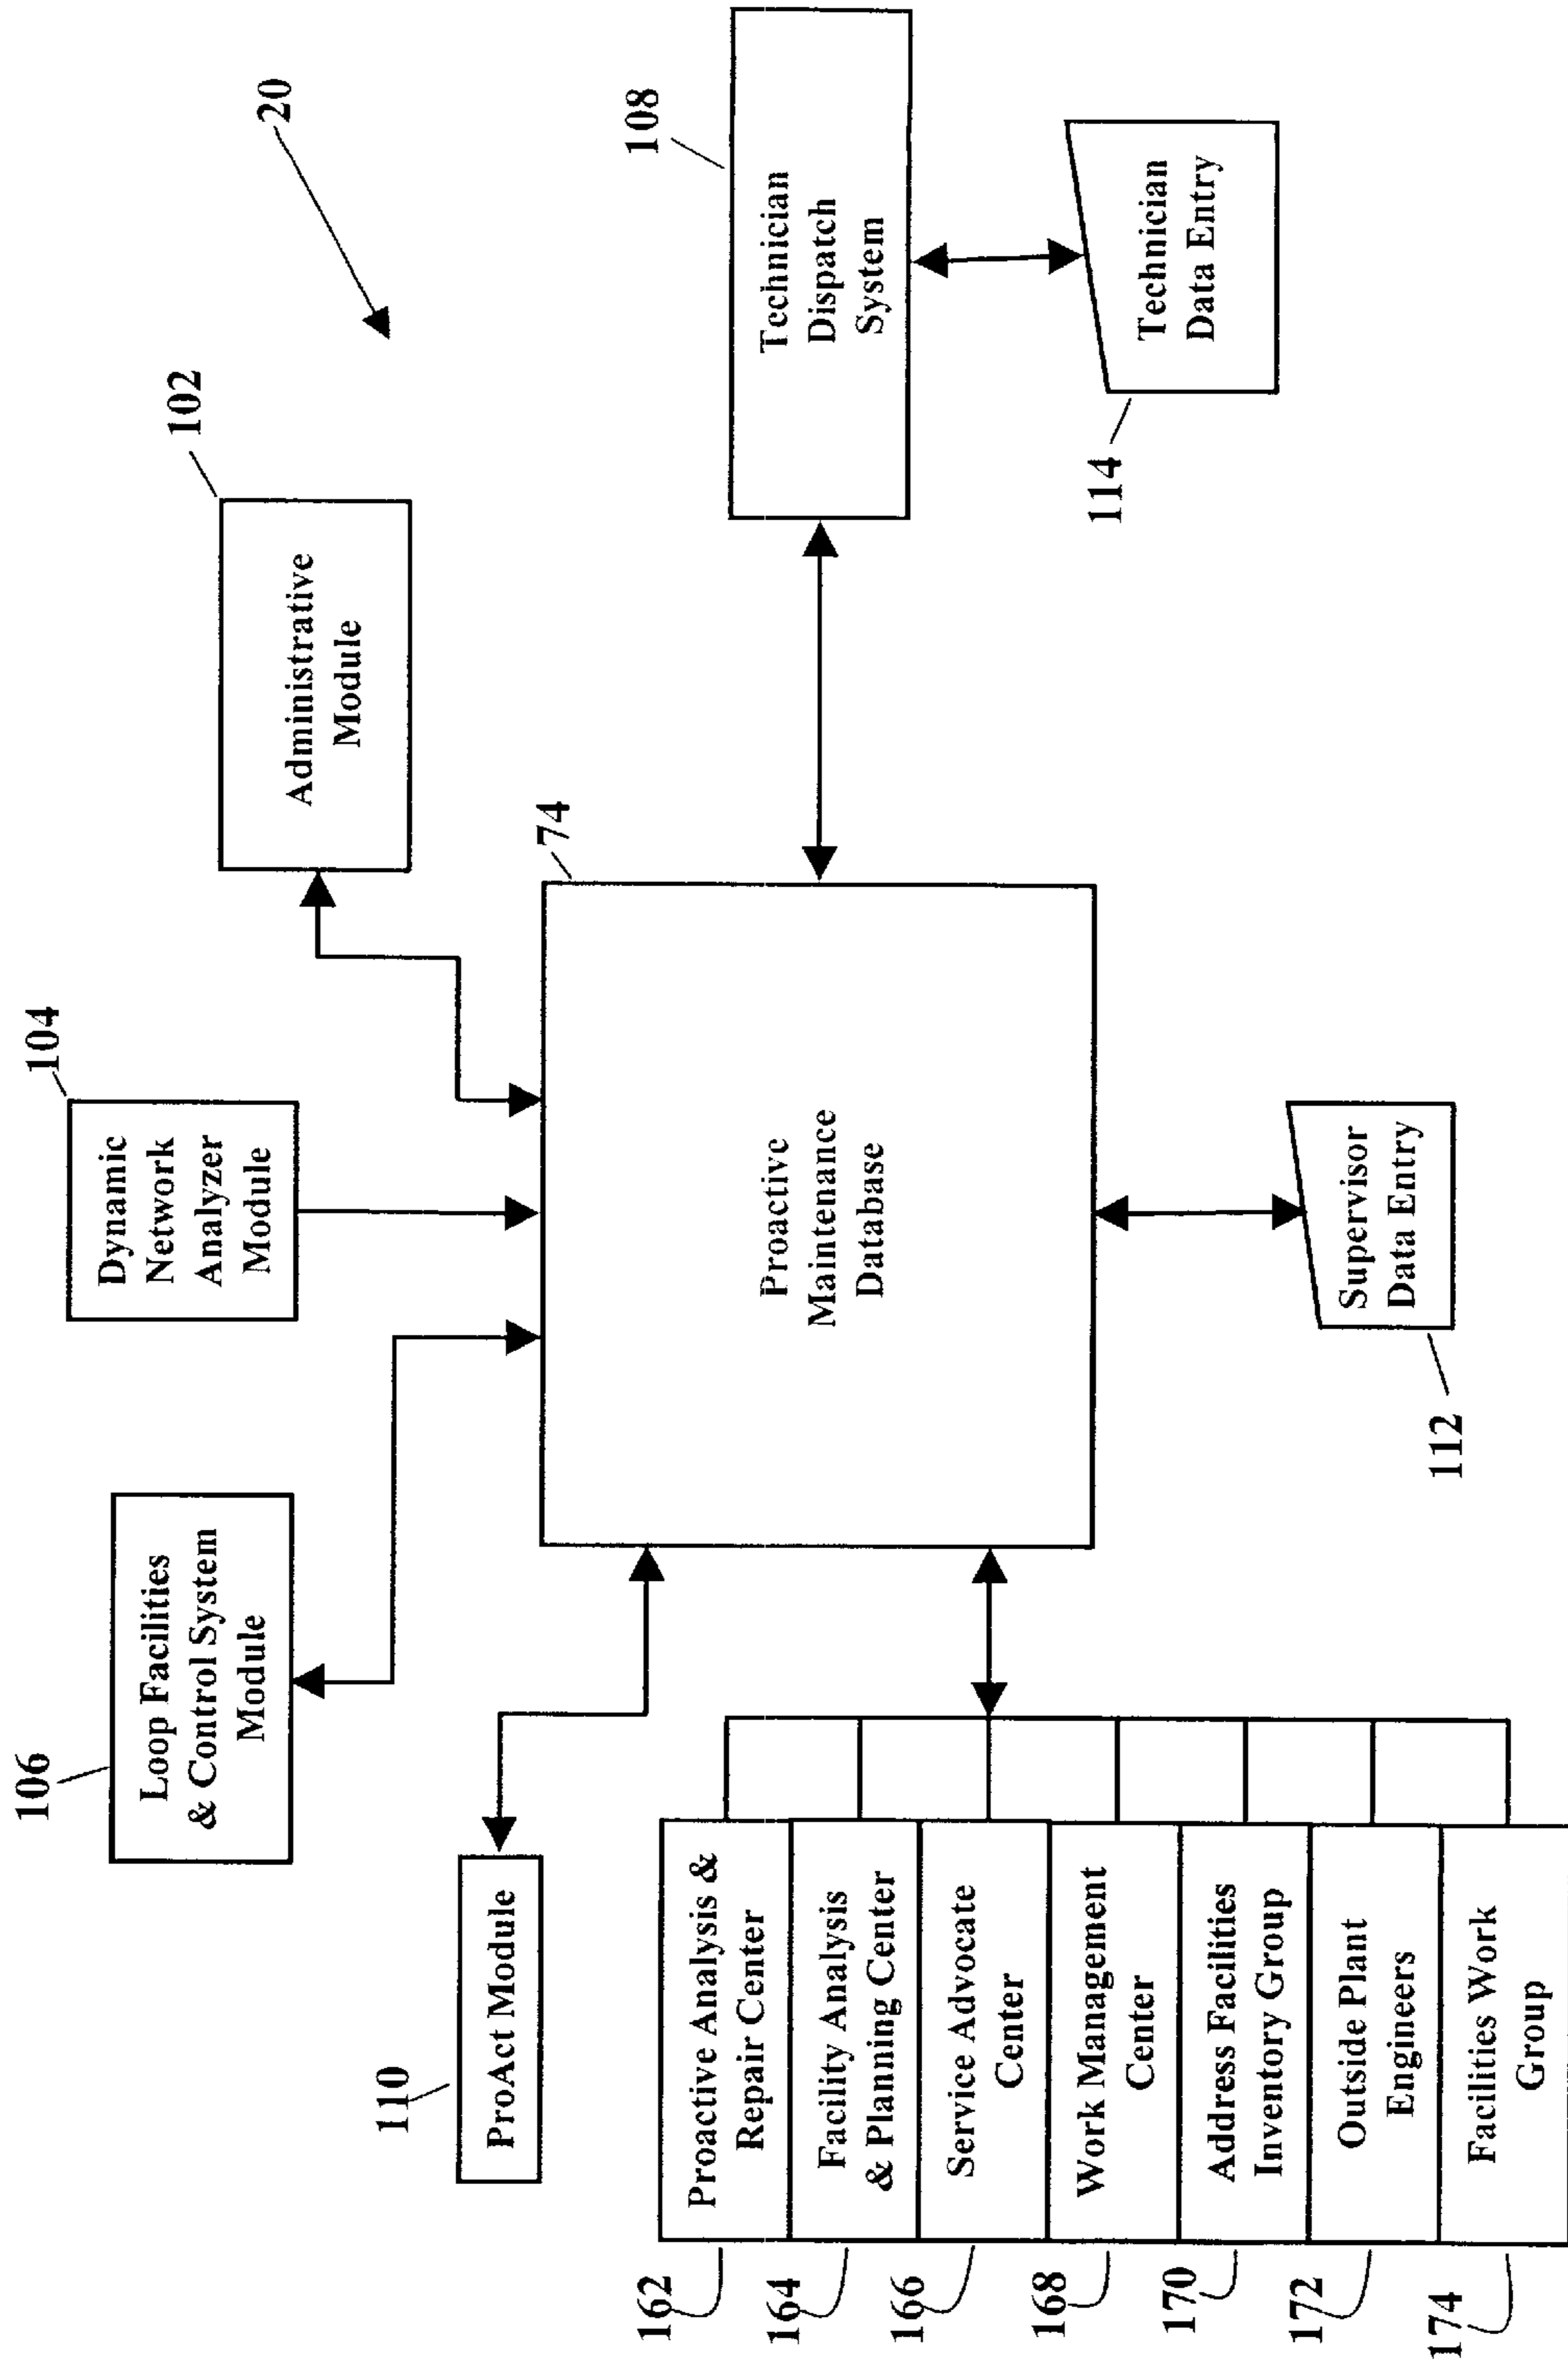 106
Loop Facilities
& Control System
Module
104
Dynamic
Network
Analyzer
Module
102
Administrative
Module
20
110
ProAct Module
74
Proactive
Maintenance
Database
108
Technician
Dispatch
System
162
Proactive Analysis &
Repair Center
164
Facility Analysis
& Planning Center
166
Service Advocate
Center
168
Work Management
Center
170
Address Facilities
Inventory Group
172
Outside Plant
Engineers
174
Facilities Work
Group
112
Supervisor
Data Entry
114
Technician
Data Entry